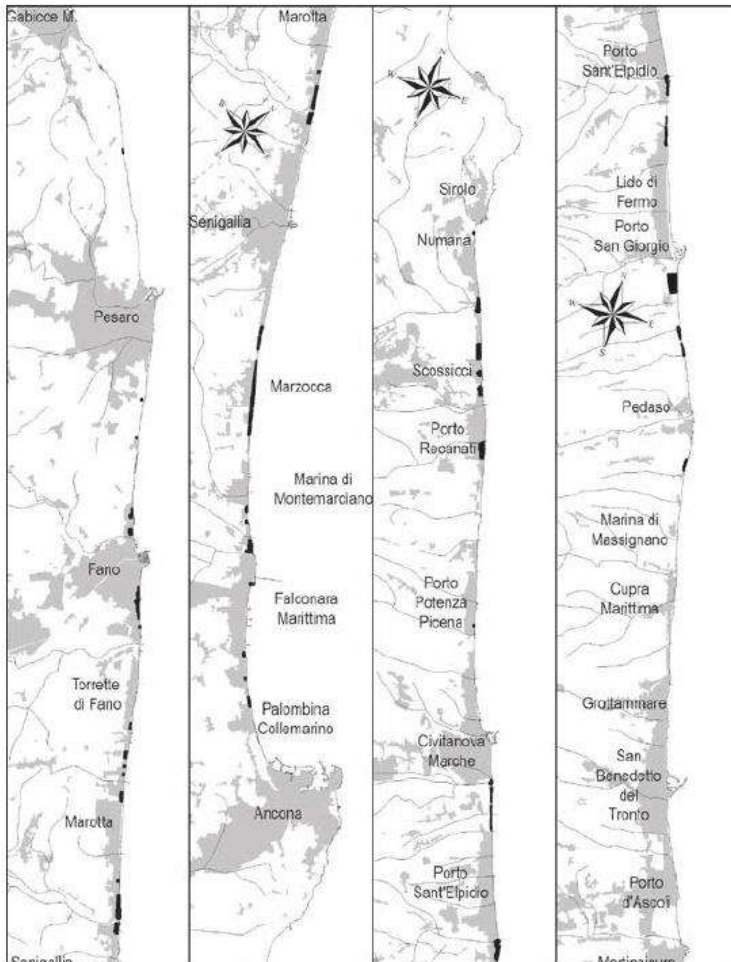 Gabicce M.
Pesaro
Fano
Torrette
di Fano
Marotta
Senigallia
Marotta
Senigallia
Marzocca
Marina di
Montemarciano
Falconara
Marittima
Palombina
Collemarino
Ancona
N
W
E
Sirolo
Numana
Scossicci
Porto
Recanati
Porto
Potenza
Picena
Civitanova
Marche
Porto
Sant'Elpidio
Porto
Sant'Elpidio
Lido di
Fermo
Porto
San Giorgio
N
W
E
S
Pedaso
Marina di
Massignano
Cupra
Marittima
Grottammare
San
Benedetto
del
Tronto
Porto
d'Ascoli
Martinsicuro